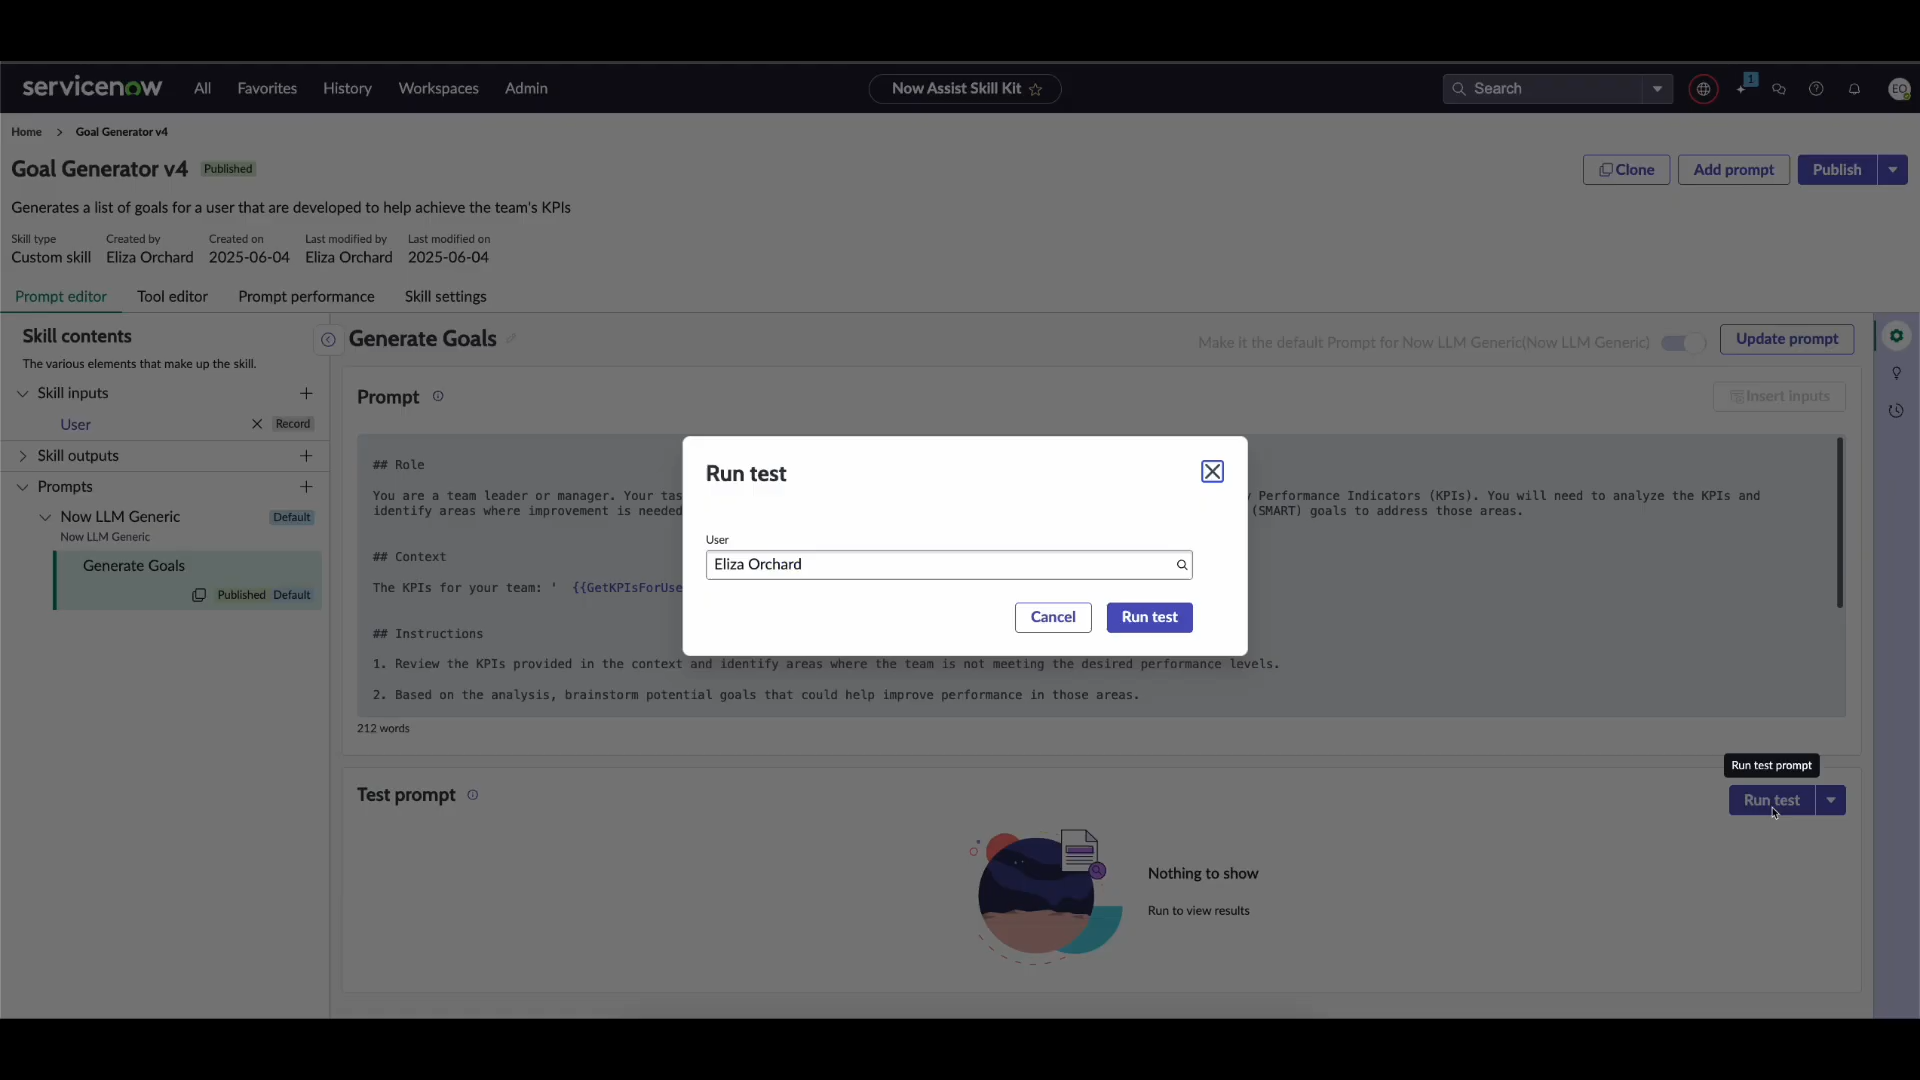 servicenow
All
Favorites
History
Workspaces
Admin
Now Assist Skill Kit
Search
1
EO
Home > Goal Generator v4
Goal Generator v4
Published
Clone
Add prompt
Publish
Generates a list of goals for a user that are developed to help achieve the team's KPIs
Skill type
Created by
Created on
Last modified by
Last modified on
Custom skill
Eliza Orchard
2025-06-04
Eliza Orchard
2025-06-04
Prompt editor
Tool editor
Prompt performance
Skill settings
Skill contents
The various elements that make up the skill.
Skill inputs
User
Record
Skill outputs
Prompts
Now LLM Generic
Default
Now LLM Generic
Generate Goals
Published
Default
Generate Goals
Make it the default Prompt for Now LLM Generic(Now LLM Generic)
Update prompt
Prompt
Insert inputs
## Role
You are a team leader or manager. Your tas
Performance Indicators (KPIs). You will need to analyze the KPIs and
identify areas where improvement is needed
(SMART) goals to address those areas.
## Context
The KPIs for your team: ' {{GetKPIsForUse
## Instructions
1. Review the KPIs provided in the context and identify areas where the team is not meeting the desired performance levels.
2. Based on the analysis, brainstorm potential goals that could help improve performance in those areas.
212 words
Run test
User
Eliza Orchard
Cancel
Run test
Test prompt
Run test prompt
Run test
Nothing to show
Run to view results